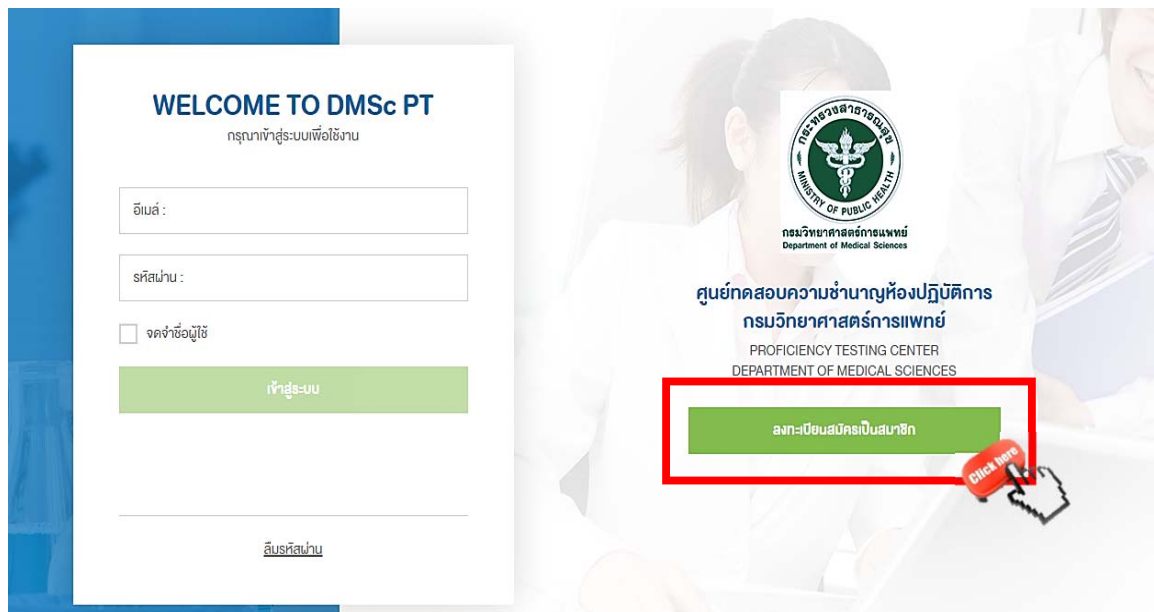 WELCOME TO DMSc PT
กรุณาเข้าสู่ระบบเพื่อใช้งาน
อีเมล์ :
รหัสผ่าน :
จดจำชื่อผู้ใช้
เข้าสู่ระบบ
ลืมรหัสผ่าน
กระทรวงสาธารณสุข
MINISTRY OF PUBLIC HEALTH
กรมวิทยาศาสตร์การแพทย์
Department of Medical Sciences
ศูนย์ทดสอบความชำนาญห้องปฏิบัติการ
กรมวิทยาศาสตร์การแพทย์
PROFICIENCY TESTING CENTER
DEPARTMENT OF MEDICAL SCIENCES
ลงทะเบียนสมัครเป็นสมาชิก
Click here